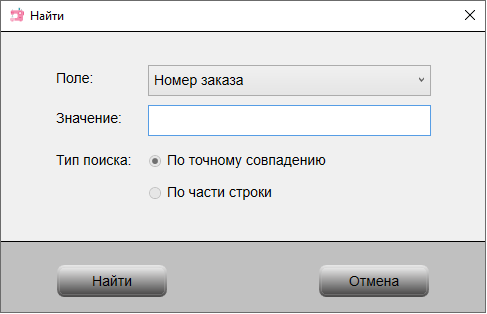 Найти
Поле: Номер заказа
Значение:
Тип поиска: По точному совпадению
По части строки
Найти Отмена